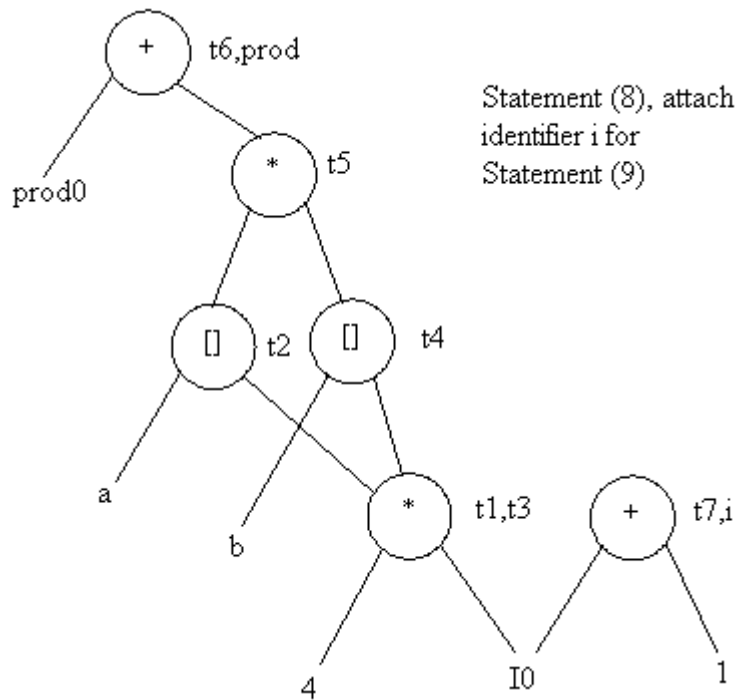 + t6,prod
Statement (8), attach
identifier i for
Statement (9)
* t5
prod0
[] t2 [] t4
a
b
* t1,t3 + t7,i
4 I0 1